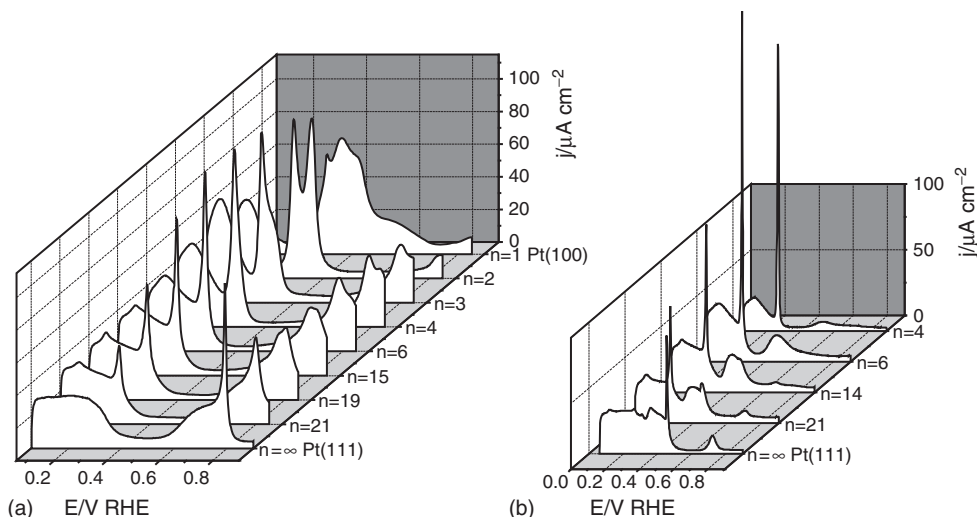 100
80
60
40
20
0
j/µA cm⁻²
n=1 Pt(100)
n=2
n=3
n=4
n=6
n=15
n=19
n=21
n=∞ Pt(111)
0.2 0.4 0.6 0.8
(a) E/V RHE
100
50
0
j/µA cm⁻²
n=4
n=6
n=14
n=21
n=∞ Pt(111)
0.0 0.2 0.4 0.6 0.8
(b) E/V RHE